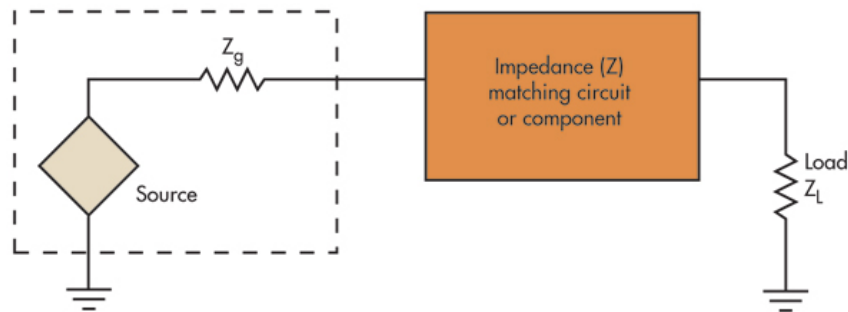 Zg
Source
Impedance (Z)
matching circuit
or component
Load
ZL